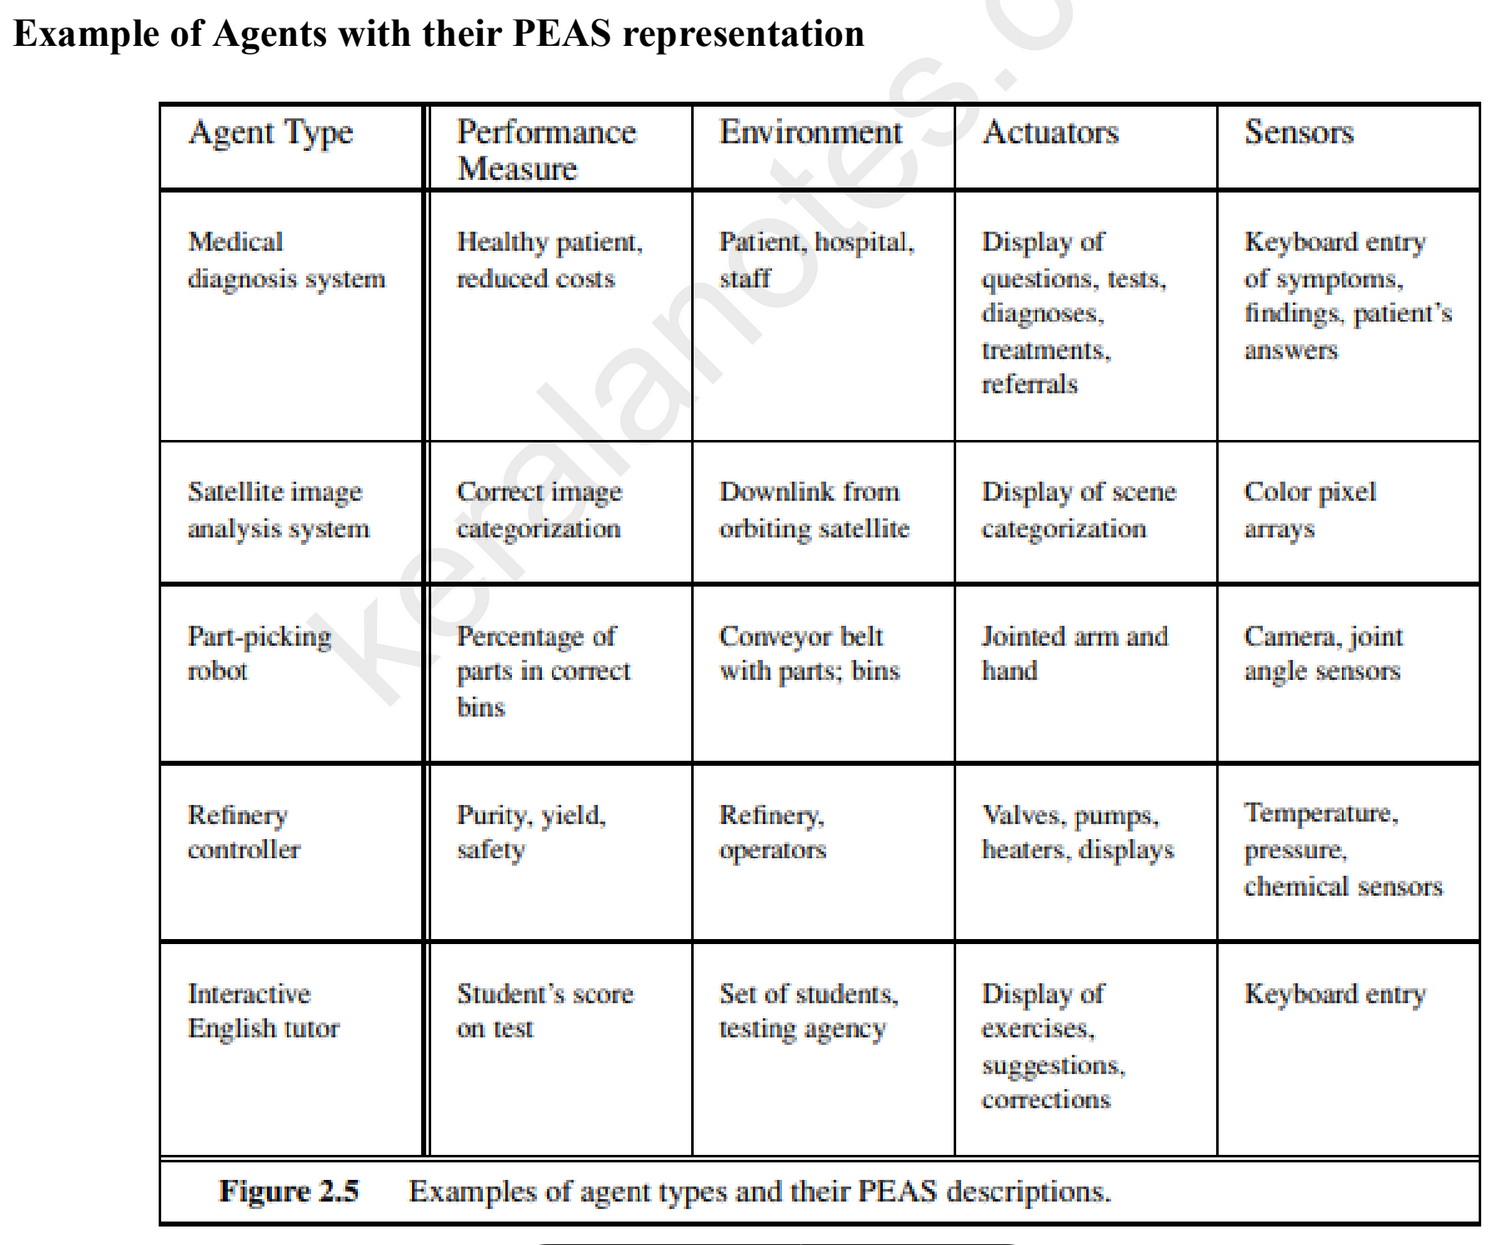 Example of Agents with their PEAS representation
Agent Type
Performance
Measure
Environment
Actuators
Sensors
Medical
diagnosis system
Healthy patient,
reduced costs
Patient, hospital,
staff
Display of
questions, tests,
diagnoses,
treatments,
referrals
Keyboard entry
of symptoms,
findings, patient's
answers
Satellite image
analysis system
Correct image
categorization
Downlink from
orbiting satellite
Display of scene
categorization
Color pixel
arrays
Part-picking
robot
Percentage of
parts in correct
bins
Conveyor belt
with parts; bins
Jointed arm and
hand
Camera, joint
angle sensors
Refinery
controller
Purity, yield,
safety
Refinery,
operators
Valves, pumps,
heaters, displays
Temperature,
pressure,
chemical sensors
Interactive
English tutor
Student's score
on test
Set of students,
testing agency
Display of
exercises,
suggestions,
corrections
Keyboard entry
Figure 2.5 Examples of agent types and their PEAS descriptions.
keralanotes.o